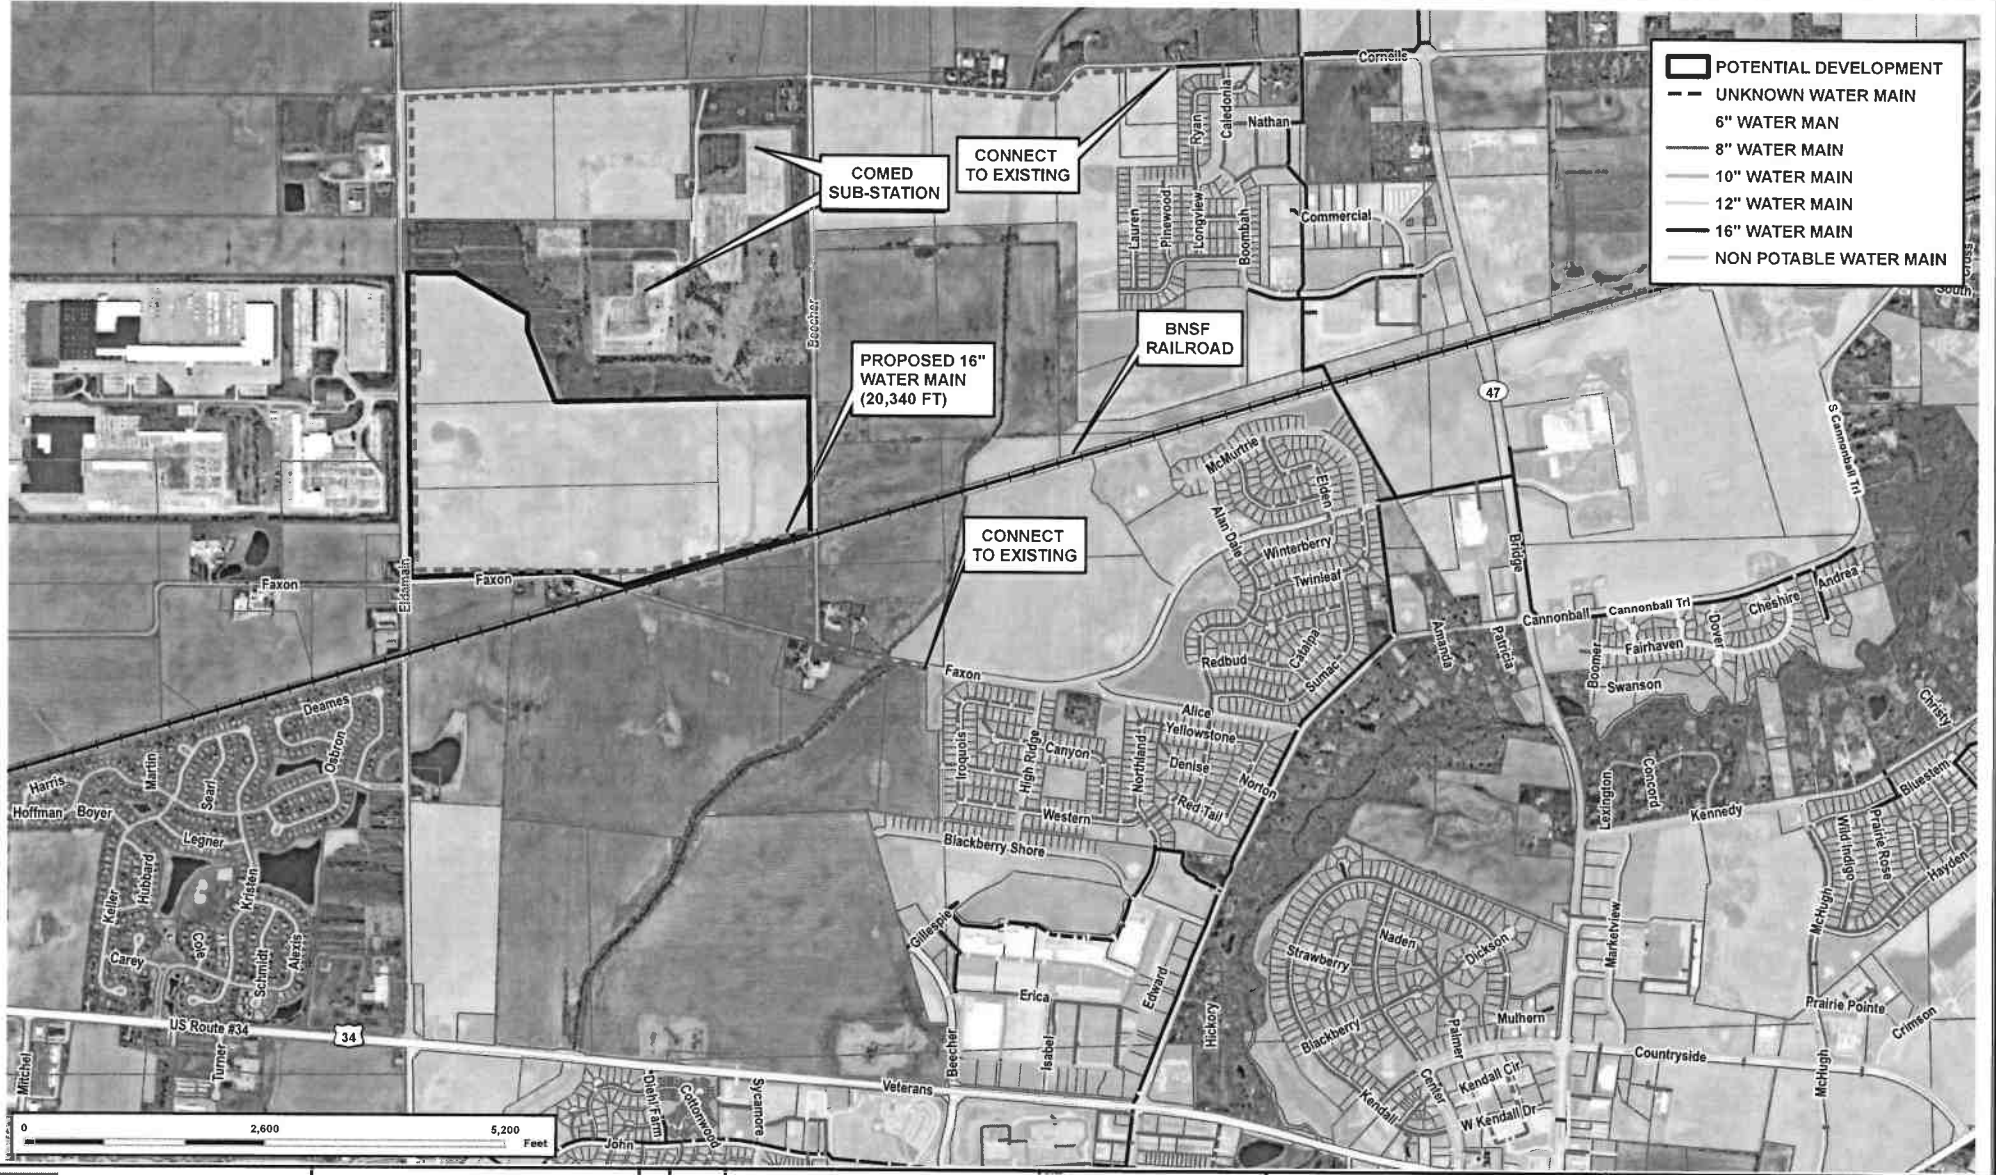 Cornells
POTENTIAL DEVELOPMENT
UNKNOWN WATER MAIN
6" WATER MAN
8" WATER MAIN
10" WATER MAIN
12" WATER MAIN
16" WATER MAIN
NON POTABLE WATER MAIN
COMED
SUB-STATION
CONNECT
TO EXISTING
Ryan
Caledonia
Nathan
Lauren
Pinewood
Longview
Boombah
Commercial
Cross
South
Beecher
BNSF
RAILROAD
PROPOSED 16"
WATER MAIN
(20,340 FT)
47
S Cannonball Trl
McMurtrie
Elden
Alan Dale
Winterberry
Twinleaf
CONNECT
TO EXISTING
Bridge
Faxon
Eldamain
Faxon
Andrea
Cheshire
Cannonball Trl
Cannonball
Dover
Fairhaven
Boomer
Swanson
Amanda
Patricia
Catalpa
Redbud
Sumac
Faxon
Deames
Osbron
Martin
Searl
Harris
Hoffman
Boyer
Legner
Alice
Yellowstone
Iroquois
High Ridge
Canyon
Northland
Denise
Norton
Red Tail
Western
Blackberry Shore
Christy
Lexington
Concord
Kennedy
Bluestem
Wild Indigo
Prairie Rose
Hayden
McHugh
Keller
Hubbard
Kristen
Cole
Carey
Schmidt
Alexis
Gillespie
Erica
Edward
Isabel
Beecher
Hickory
Strawberry
Naden
Dickson
Blackberry
Palmer
Muthern
Marketview
Prairie Pointe
Crimson
Countryside
McHugh
Kendall Cir
Center
Kendall
W Kendall Dr
US Route #34
34
Mitchel
Turner
Veterans
Diehl Farm
Cottonwood
Sycamore
John
0
2,600
5,200
Feet